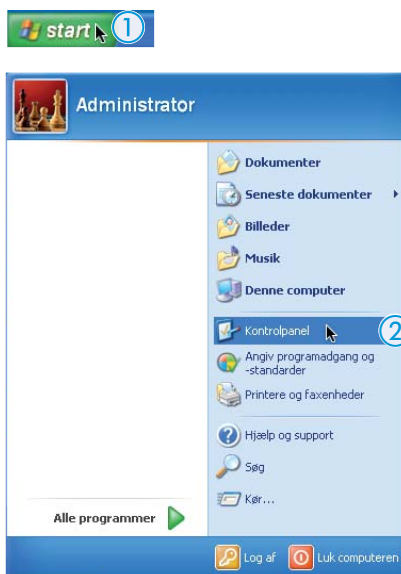 start 1
Administrator
Dokumenter
Seneste dokumenter
Billeder
Musik
Denne computer
Kontrolpanel 2
Angiv programadgang og
-standarder
Printere og faxenheder
Hjælp og support
Søg
Kør...
Alle programmer
Log af Luk computeren